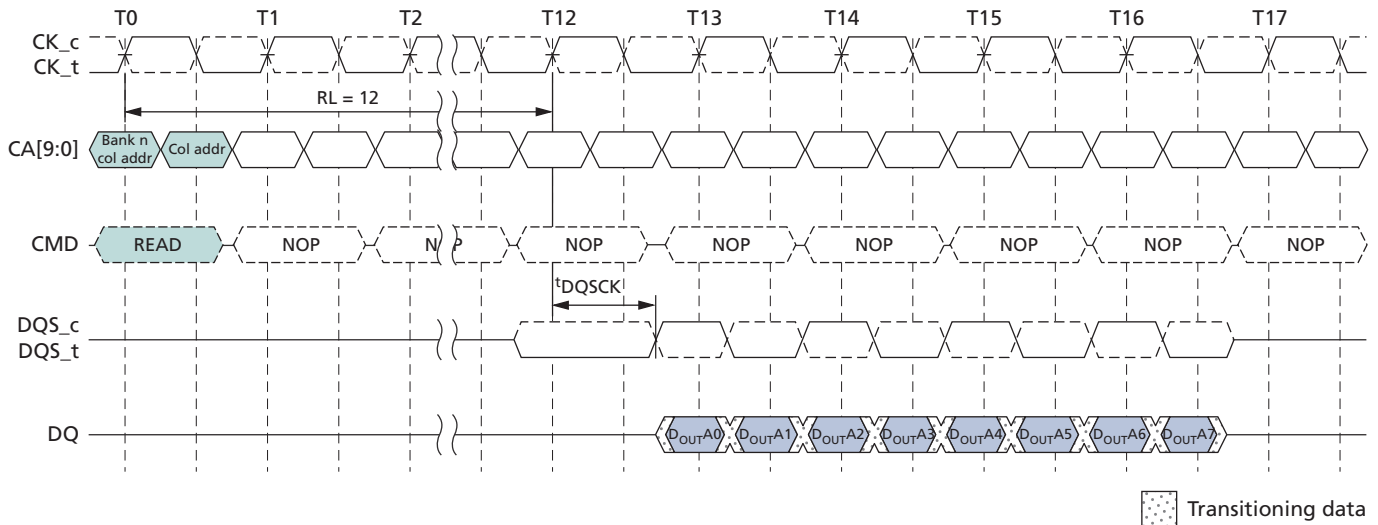 T0 T1 T2 T12 T13 T14 T15 T16 T17
CK_c
CK_t
RL = 12
CA[9:0] Bank n col addr Col addr
CMD READ NOP NOP NOP NOP NOP NOP NOP NOP
tDQSCK
DQS_c
DQS_t
DQ DOUTA0 DOUTA1 DOUTA2 DOUTA3 DOUTA4 DOUTA5 DOUTA6 DOUTA7
Transitioning data